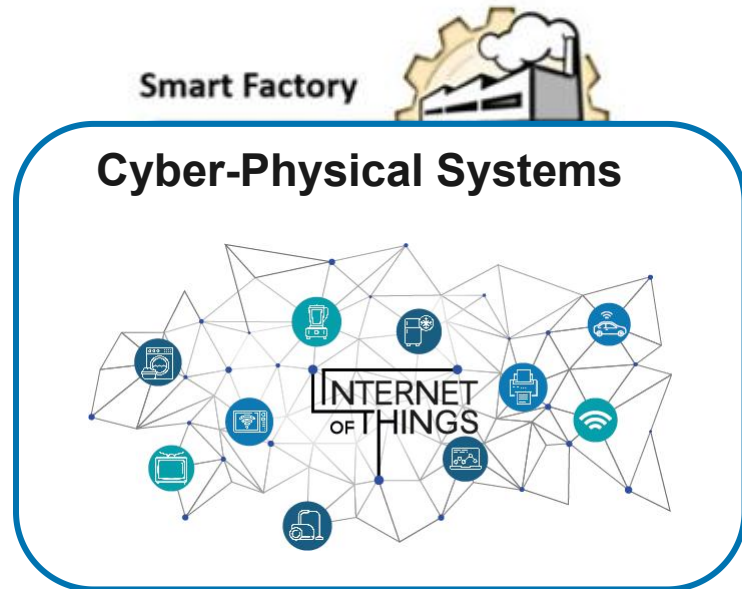 Smart Factory
Cyber-Physical Systems
INTERNET
OF THINGS